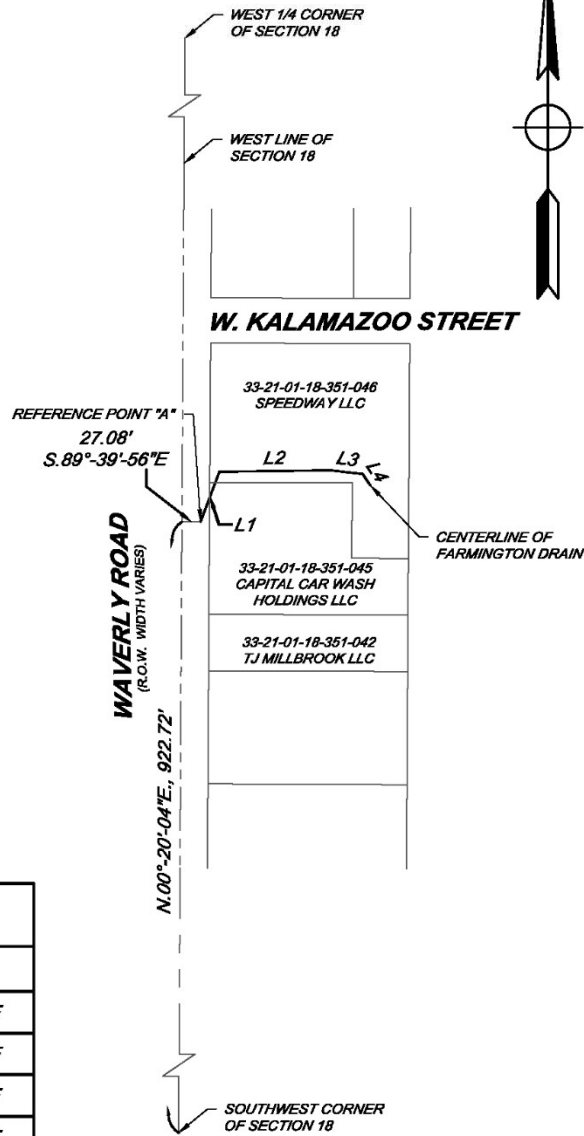 WEST 1/4 CORNER
OF SECTION 18
WEST LINE OF
SECTION 18
W. KALAMAZOO STREET
33-21-01-18-351-046
SPEEDWAY LLC
REFERENCE POINT "A"
27.08'
S.89°-39'-56"E
L2
L3
L4
L1
CENTERLINE OF
FARMINGTON DRAIN
WAVERLY ROAD
(R.O.W. WIDTH VARIES)
33-21-01-18-351-045
CAPITAL CAR WASH
HOLDINGS LLC
33-21-01-18-351-042
TJ MILLBROOK LLC
N.00°-20'-04"E., 922.72'
SOUTHWEST CORNER
OF SECTION 18